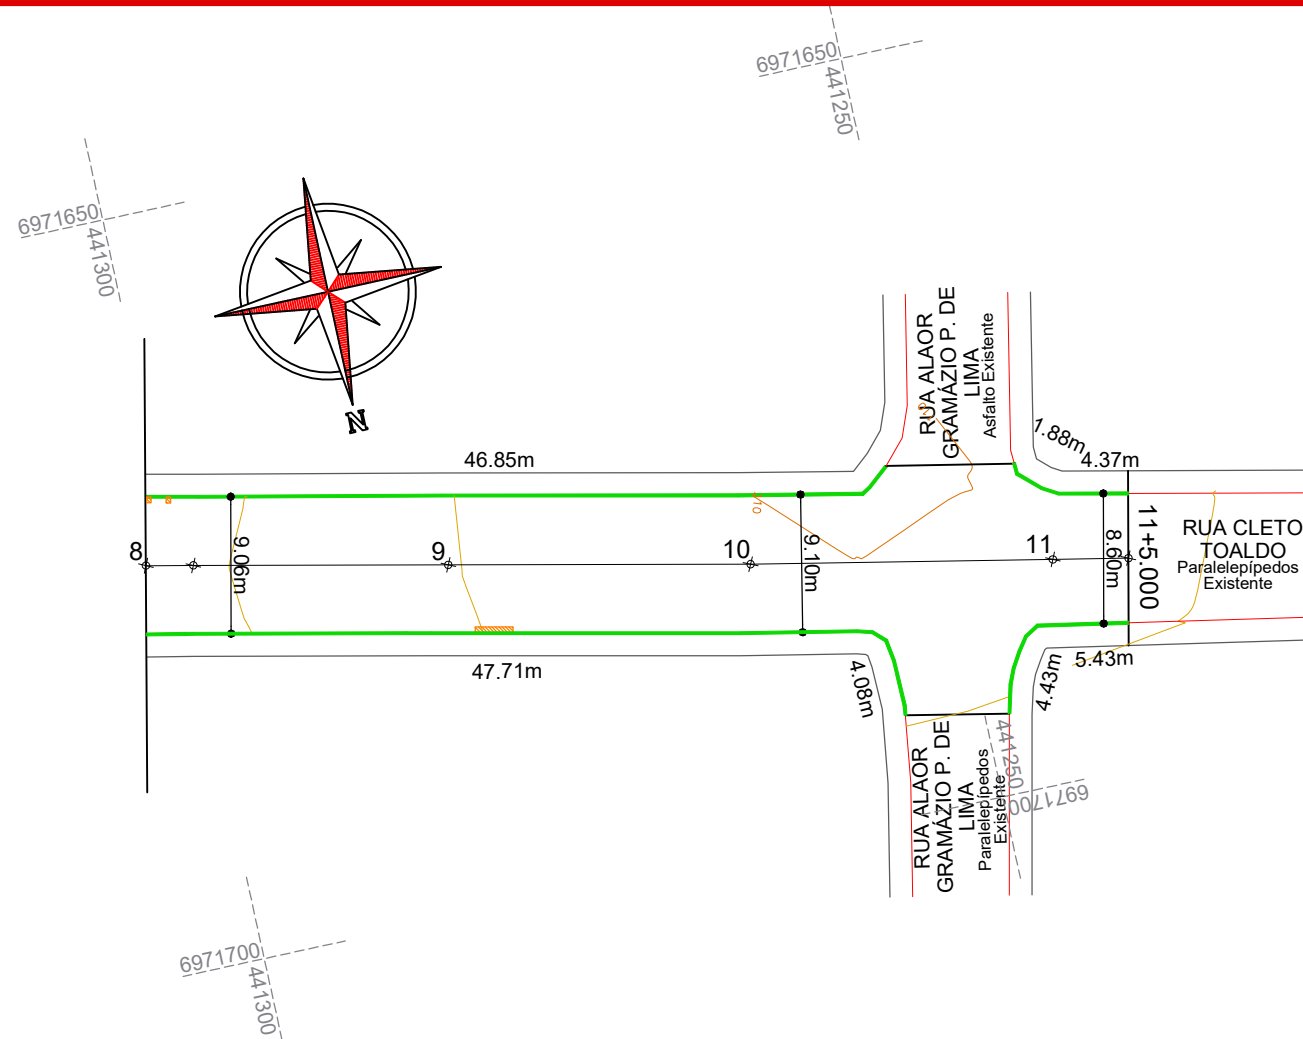 6971650
441250
6971650
441300
N
RUA ALAOR
GRAMÁZIO P. DE
LIMA
Asfalto Existente
1.88m
46.85m
4.37m
10
8
9
10
11
11+5.000
9.06m
9.10m
8.60m
RUA CLETO
TOALDO
Paralelepípedos
Existente
47.71m
4.08m
4.43m
5.43m
RUA ALAOR
GRAMÁZIO P. DE
LIMA
Paralelepípedos
Existente
441250
6971700
6971700
441300